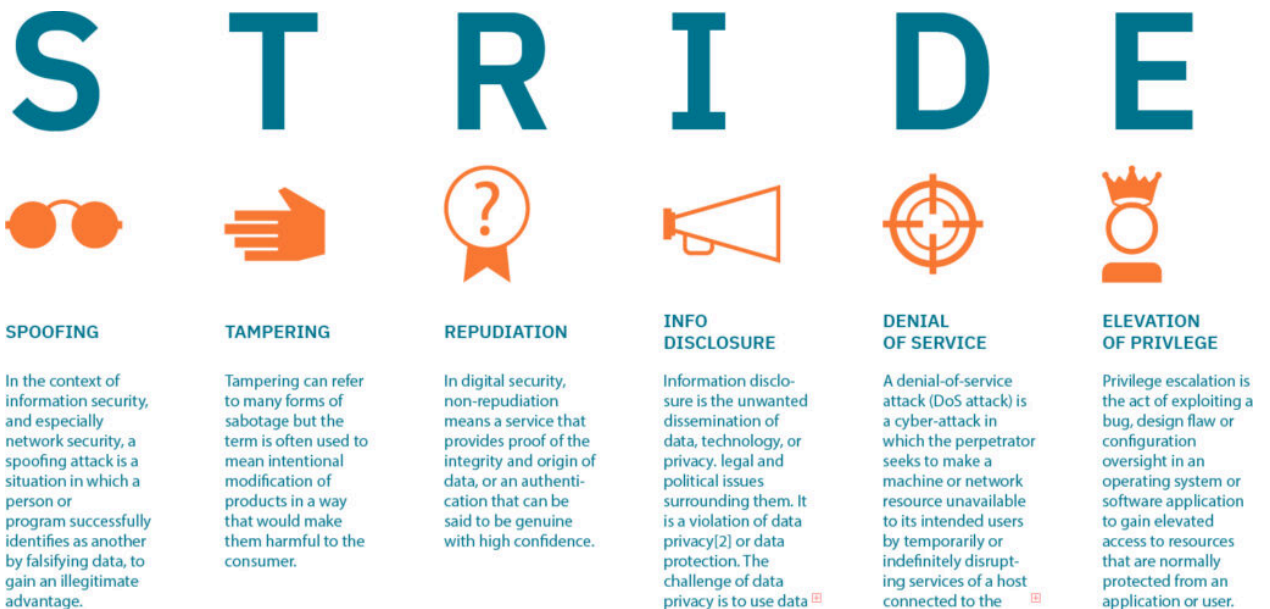 S T R I D E
?
SPOOFING
In the context of
information security,
and especially
network security, a
spoofing attack is a
situation in which a
person or
program successfully
identifies as another
by falsifying data, to
gain an illegitimate
advantage.
TAMPERING
Tampering can refer
to many forms of
sabotage but the
term is often used to
mean intentional
modification of
products in a way
that would make
them harmful to the
consumer.
REPUDIATION
In digital security,
non-repudiation
means a service that
provides proof of the
integrity and origin of
data, or an authenti-
cation that can be
said to be genuine
with high confidence.
INFO
DISCLOSURE
Information disclo-
sure is the unwanted
dissemination of
data, technology, or
privacy. legal and
political issues
surrounding them. It
is a violation of data
privacy[2] or data
protection. The
challenge of data
privacy is to use data
DENIAL
OF SERVICE
A denial-of-service
attack (DoS attack) is
a cyber-attack in
which the perpetrator
seeks to make a
machine or network
resource unavailable
to its intended users
by temporarily or
indefinitely disrupt-
ing services of a host
connected to the
ELEVATION
OF PRIVLEGE
Privilege escalation is
the act of exploiting a
bug, design flaw or
configuration
oversight in an
operating system or
software application
to gain elevated
access to resources
that are normally
protected from an
application or user.